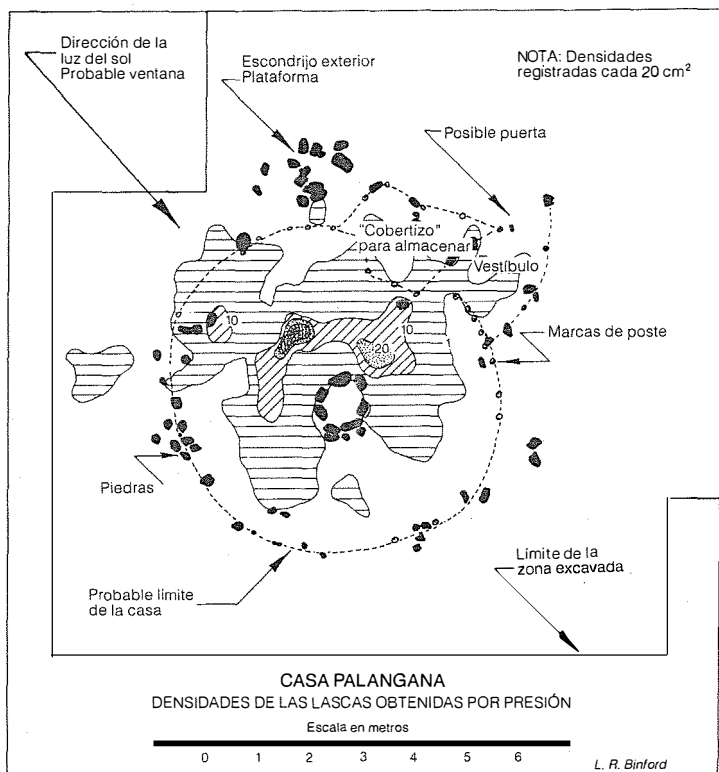 Dirección de la
luz del sol
Probable ventana
Escondrijo exterior
Plataforma
NOTA: Densidades
registradas cada 20 cm²
Posible puerta
"Cobertizo"
para almacenar
Vestíbulo
10
10
20
Marcas de poste
Piedras
Probable límite
de la casa
Límite de la
zona excavada
CASA PALANGANA
DENSIDADES DE LAS LASCAS OBTENIDAS POR PRESIÓN
Escala en metros
0 1 2 3 4 5 6
L. R. Binford